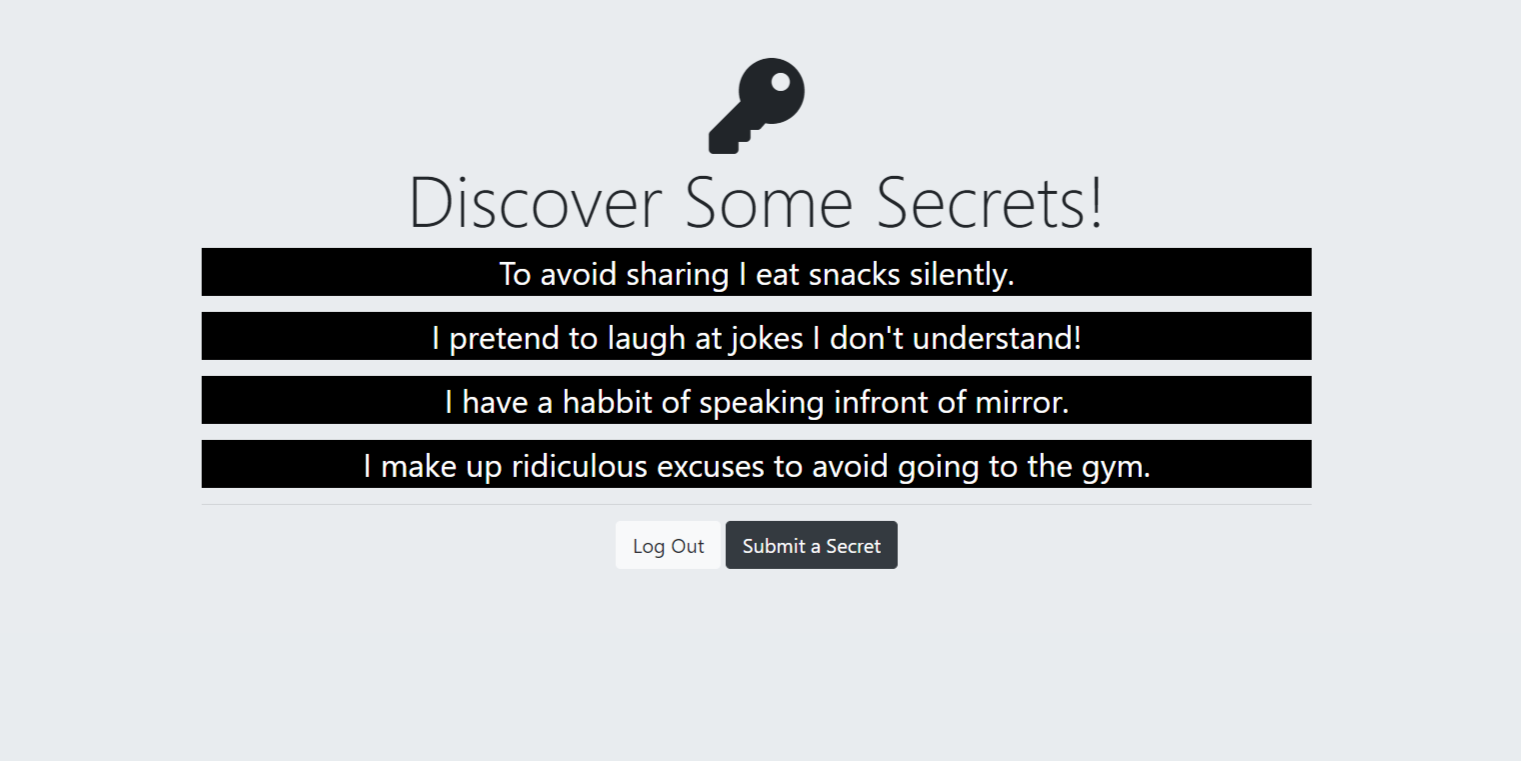 Discover Some Secrets!
To avoid sharing I eat snacks silently.
I pretend to laugh at jokes I don't understand!
I have a habbit of speaking infront of mirror.
I make up ridiculous excuses to avoid going to the gym.
Log Out Submit a Secret